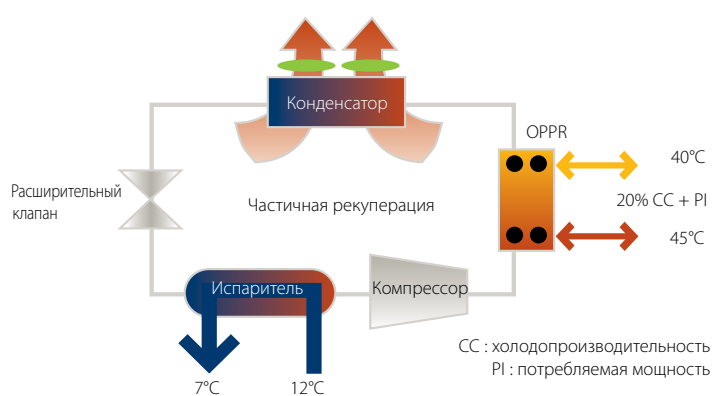 Конденсатор
OPPR
40°C
Расширительный
клапан
Частичная рекуперация
20% CC + PI
45°C
Испаритель
Компрессор
CC : холодопроизводительность
PI : потребляемая мощность
7°C
12°C